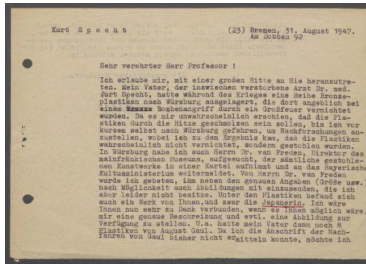 Kurt Specht
(23) Bremen, 31. August 1947.
Am Dobben 92
Sehr verehrter Herr Professor !
Ich erlaube mir, mit einer großen Bitte an Sie heranzutre-
ten. Mein Vater, der inzwischen verstorbene Arzt Dr. med.
Kurt Specht, hatte während des Krieges eine Reihe Bronze-
plastiken nach Würzburg ausgelagert, die dort angeblich bei
einem Bombenangriff durch ein Großfeuer vernichtet
wurden. Da es mir unwahrscheinlich erschien, daß die Pla-
stiken durch die Hitze geschmolzen sein sollen, bin ich vor
kurzem selbst nach Würzburg gefahren, um Nachforschungen an-
zustellen, wobei ich zu dem Ergebnis kam, daß die Plastiken
wahrscheinlich nicht vernichtet, sondern gestohlen wurden.
In Würzburg habe ich auch Herrn Dr. von Freden, Direktor des
mainfränkischen Museums, aufgesucht, der sämtliche gestohle-
nen Kunstwerke in einer Kartei aufnimmt und an das Bayerische
Kultusministerium weitermeldet. Von Herrn Dr. von Freden
wurde ich gebeten, ihm neben den genauen Angaben (Größe usw.)
nach Möglichkeit auch Abbildungen mit einzusenden, die ich
aber leider nicht besitze. Unter den Plastiken befand sich
auch ein Werk von Ihnen, und zwar die Japanerin. Ich wäre
Ihnen nun sehr zu Dank verbunden, wenn es Ihnen möglich wäre,
mir eine genaue Beschreibung und evtl. eine Abbildung zur
Verfügung zu stellen. U.a. hatte mein Vater dann noch 8
Plastiken von August Gaul. Da ich die Anschrift der Nach-
fahren von Gaul bisher nicht ermitteln konnte, möchte ich